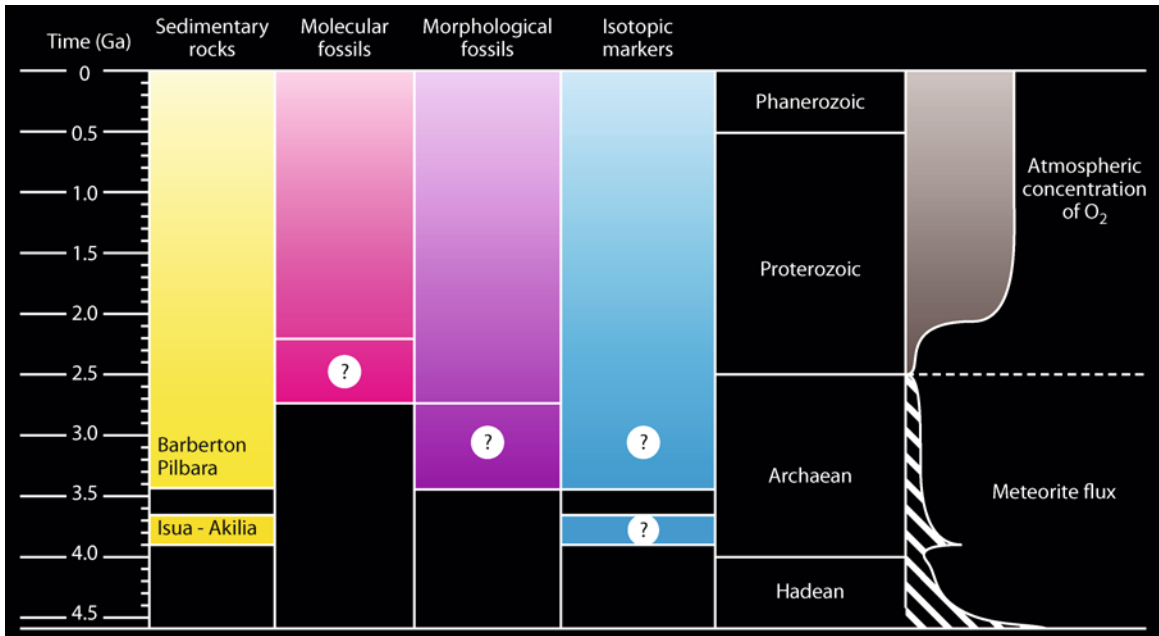 Time (Ga)
Sedimentary
rocks
Molecular
fossils
Morphological
fossils
Isotopic
markers
0
0.5
1.0
1.5
2.0
2.5
3.0
3.5
4.0
4.5
Barberton
Pilbara
Isua - Akilia
?
?
?
?
Phanerozoic
Proterozoic
Archaean
Hadean
Atmospheric
concentration
of O₂
Meteorite flux